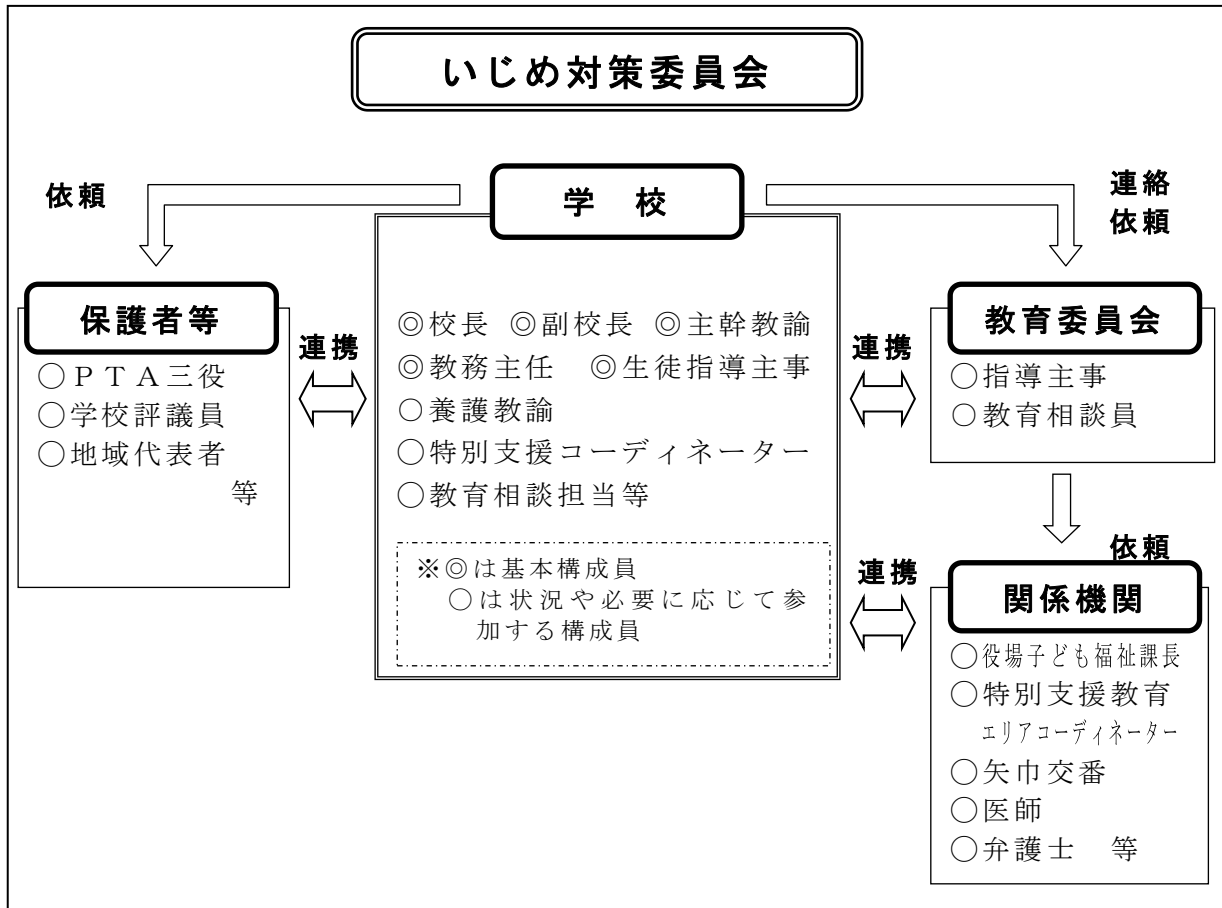 いじめ対策委員会
学　校
依頼
連絡
依頼
保護者等
○ＰＴＡ三役
○学校評議員
○地域代表者
等
連携
◎校長 ◎副校長 ◎主幹教諭
◎教務主任　◎生徒指導主事
○養護教諭
○特別支援コーディネーター
○教育相談担当等
※◎は基本構成員
○は状況や必要に応じて参
加する構成員
連携
教育委員会
○指導主事
○教育相談員
依頼
連携
関係機関
○役場子ども福祉課長
○特別支援教育
エリアコーディネーター
○矢巾交番
○医師
○弁護士　等